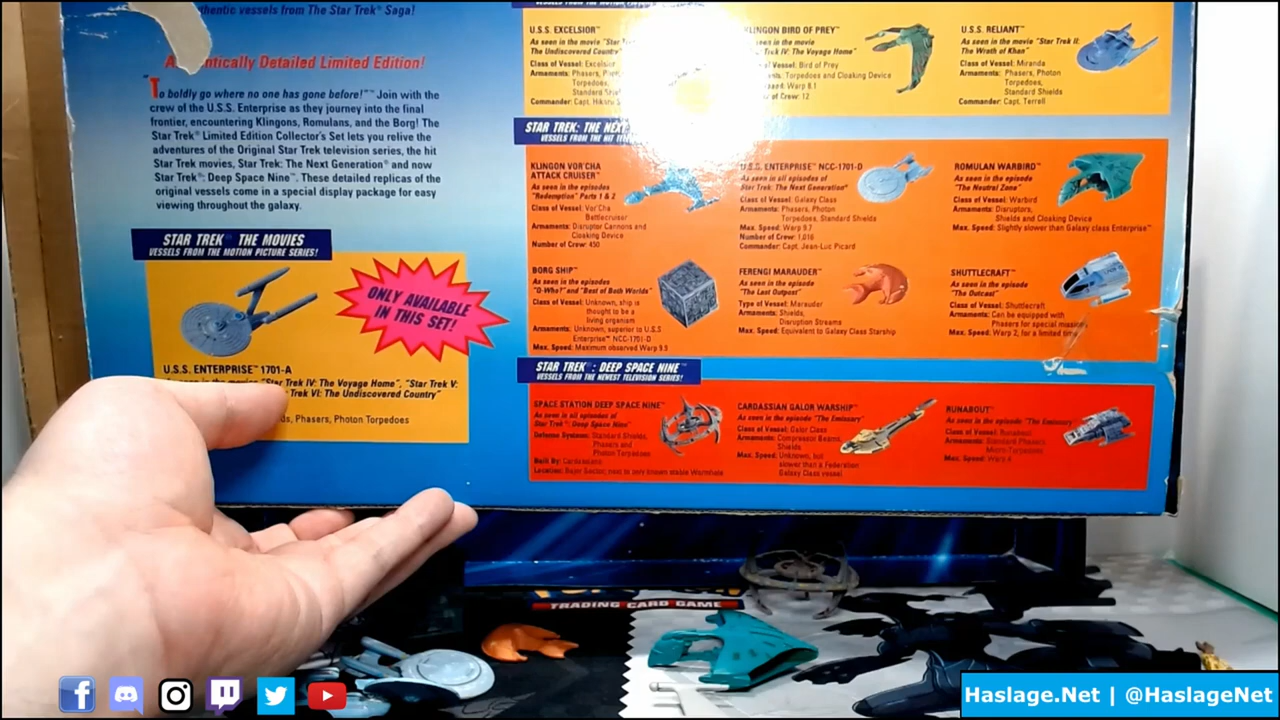 thentic vessels from The Star Trek® Saga!
ntically Detailed Limited Edition!
"To boldly go where no one has gone before!"™ Join with the
crew of the U.S.S. Enterprise as they journey into the final
frontier, encountering Klingons, Romulans, and the Borg! The
Star Trek® Limited Edition Collector's Set lets you relive the
adventures of the Original Star Trek television series, the hit
Star Trek movies, Star Trek: The Next Generation® and now
Star Trek®: Deep Space Nine™. These detailed replicas of the
original vessels come in a special display package for easy
viewing throughout the galaxy.
STAR TREK® THE MOVIES
VESSELS FROM THE MOTION PICTURE SERIES!
ONLY AVAILABLE
IN THIS SET!
U.S.S. ENTERPRISE™ 1701-A
"Star Trek IV: The Voyage Home", "Star Trek V:
Trek VI: The Undiscovered Country"
ds, Phasers, Photon Torpedoes
U.S.S. EXCELSIOR™
As seen in the movie "Star
The Undiscovered Country"
Class of Vessel: Excelsior
Armaments: Phasers,
Torpedoes,
Standard
Commander: Capt. Hikaru
KLINGON BIRD OF PREY™
seen in the movie
Trek IV: The Voyage Home"
Vessel: Bird of Prey
Torpedoes and Cloaking Device
Warp 8.1
of Crew: 12
U.S.S. RELIANT™
As seen in the movie "Star Trek II:
The Wrath of Khan"
Class of Vessel: Miranda
Armaments: Phasers, Photon
Torpedoes,
Standard Shields
Commander: Capt. Terrell
STAR TREK: THE NEXT
VESSELS FROM THE HIT
KLINGON VOR'CHA
ATTACK CRUISER™
As seen in the episodes
"Redemption" Parts 1 & 2
Class of Vessel: Vor'Cha
Battlecruiser
Armaments: Disruptor Cannons and
Cloaking Device
Number of Crew: 450
U.S.S. ENTERPRISE™ NCC-1701-D
As seen in all episodes of
Star Trek: The Next Generation®
Class of Vessel: Galaxy Class
Armaments: Phasers, Photon
Torpedoes, Standard Shields
Max. Speed: Warp 9.7
Number of Crew: 1,016
Commander: Capt. Jean-Luc Picard
ROMULAN WARBIRD™
As seen in the episode
"The Neutral Zone"
Class of Vessel: Warbird
Armaments: Disruptors,
Shields and Cloaking Device
Max. Speed: Slightly slower than Galaxy class Enterprise™
BORG SHIP™
As seen in the episodes
"Q-Who?" and "Best of Both Worlds"
Class of Vessel: Unknown, ship is
thought to be a
living organism
Armaments: Unknown, superior to U.S.S
Enterprise™ NCC-1701-D
Max. Speed: Maximum observed Warp 9.5
FERENGI MARAUDER™
As seen in the episode
"The Last Outpost"
Type of Vessel: Marauder
Armaments: Shields,
Disruption Streams
Max. Speed: Equivalent to Galaxy Class Starship
SHUTTLECRAFT™
As seen in the episode
"The Outcast"
Class of Vessel: Shuttlecraft
Armaments: Can be equipped with
Phasers for special missions
Max. Speed: Warp 2, for a limited time
STAR TREK®: DEEP SPACE NINE™
VESSELS FROM THE NEWEST TELEVISION SERIES!
SPACE STATION DEEP SPACE NINE™
As seen in all episodes of
Star Trek®: Deep Space Nine™
Defense Systems: Standard Shields,
Phasers and
Photon Torpedoes
Built By: Cardassians
Location: Bajor Sector, next to only known stable Wormhole
CARDASSIAN GALOR WARSHIP™
As seen in the episode "The Emissary"
Class of Vessel: Galor Class
Armaments: Compressor Beams,
Shields
Max. Speed: Unknown, but
slower than a Federation
Galaxy Class vessel
RUNABOUT™
As seen in the episode "The Emissary"
Class of Vessel: Runabout
Armaments: Standard Phasers,
Micro-Torpedoes
Max. Speed: Warp 4
TRADING CARD GAME
Haslage.Net | @HaslageNet